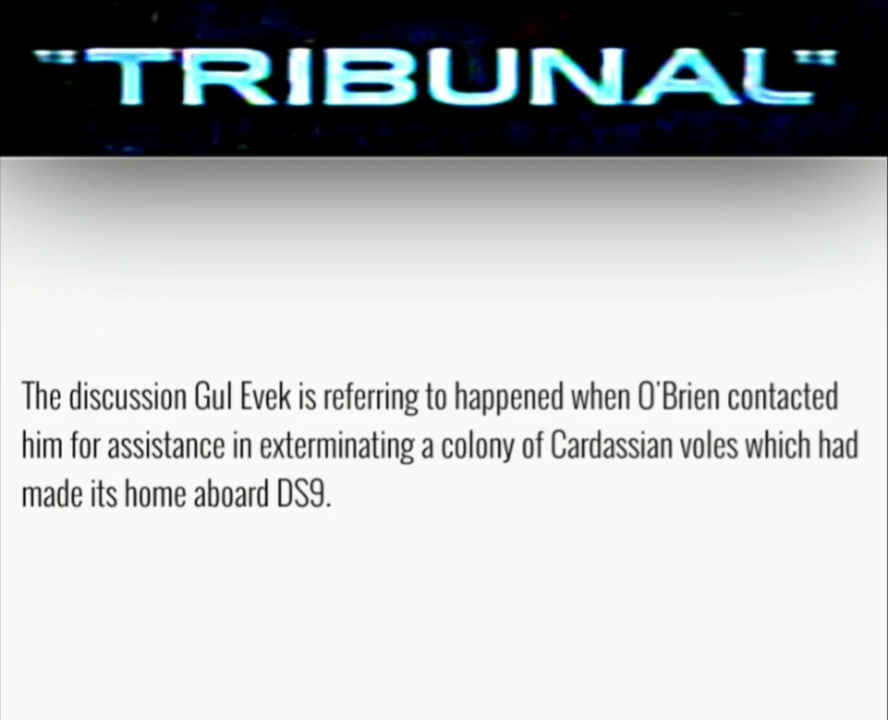 "TRIBUNAL"
The discussion Gul Evek is referring to happened when O'Brien contacted
him for assistance in exterminating a colony of Cardassian voles which had
made its home aboard DS9.